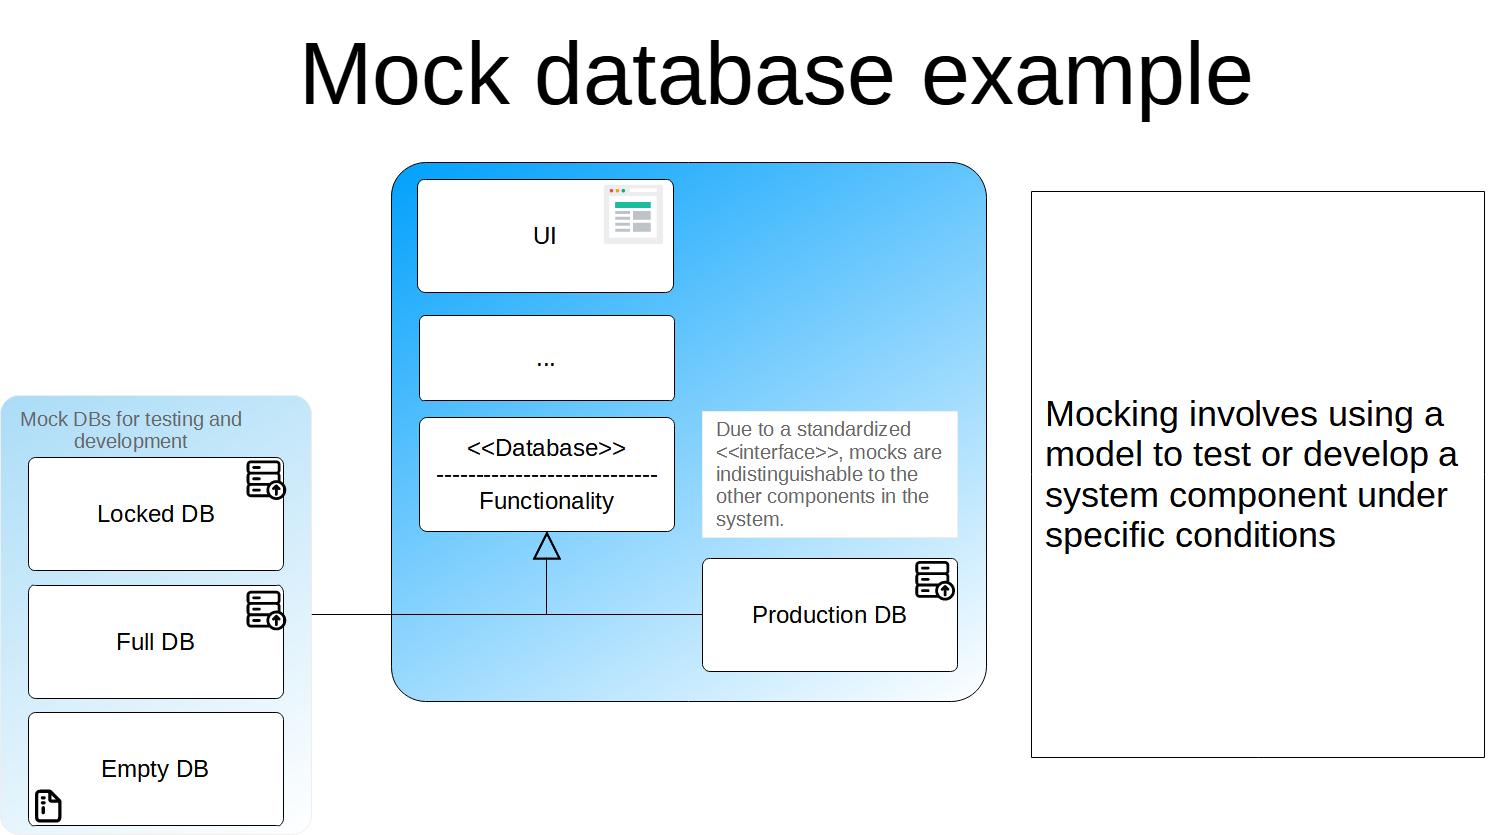 Mock database example
UI
...
<<Database>>
----------------------------
Functionality
Due to a standardized
<<interface>>, mocks are
indistinguishable to the
other components in the
system.
Production DB
Mock DBs for testing and
development
Locked DB
Full DB
Empty DB
Mocking involves using a
model to test or develop a
system component under
specific conditions